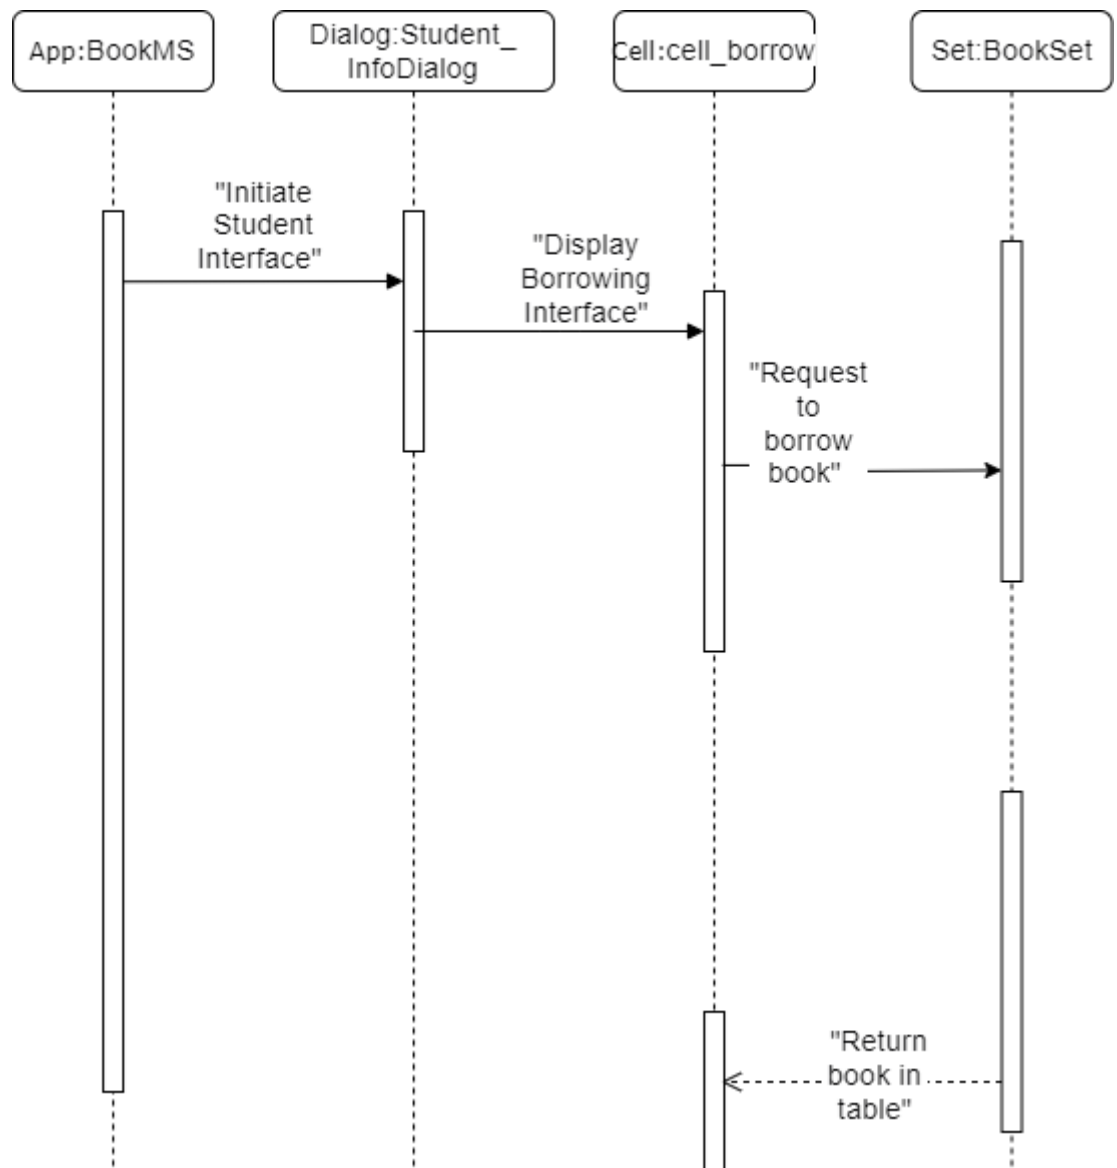 App:BookMS
Dialog:Student_
InfoDialog
Cell:cell_borrow
Set:BookSet
"Initiate
Student
Interface"
"Display
Borrowing
Interface"
"Request
to
borrow
book"
"Return
book in
table"